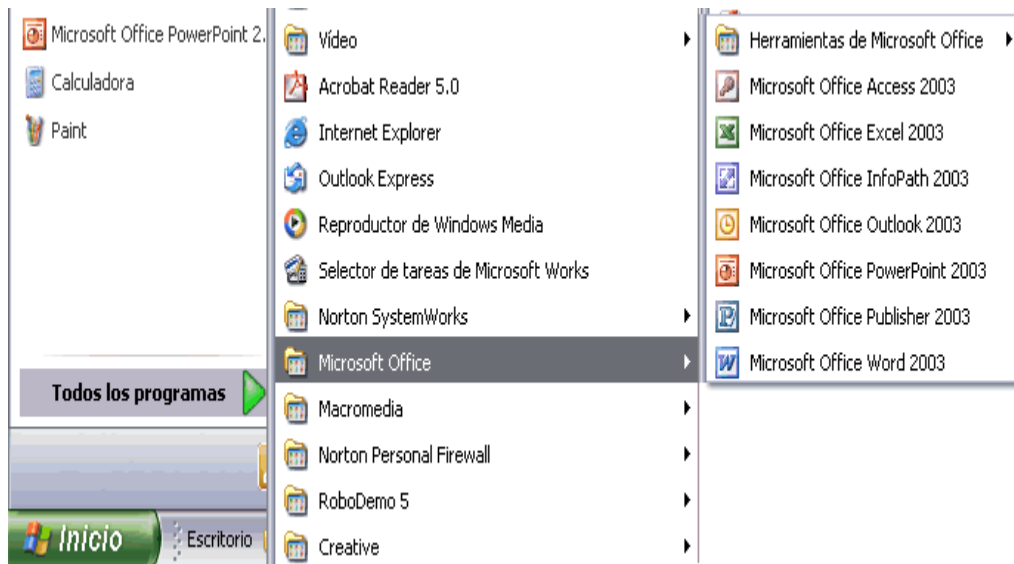 Microsoft Office PowerPoint 2.
Calculadora
Paint
Todos los programas
Inicio
Escritorio
Vídeo
Acrobat Reader 5.0
Internet Explorer
Outlook Express
Reproductor de Windows Media
Selector de tareas de Microsoft Works
Norton SystemWorks
Microsoft Office
Macromedia
Norton Personal Firewall
RoboDemo 5
Creative
Herramientas de Microsoft Office
Microsoft Office Access 2003
Microsoft Office Excel 2003
Microsoft Office InfoPath 2003
Microsoft Office Outlook 2003
Microsoft Office PowerPoint 2003
Microsoft Office Publisher 2003
Microsoft Office Word 2003